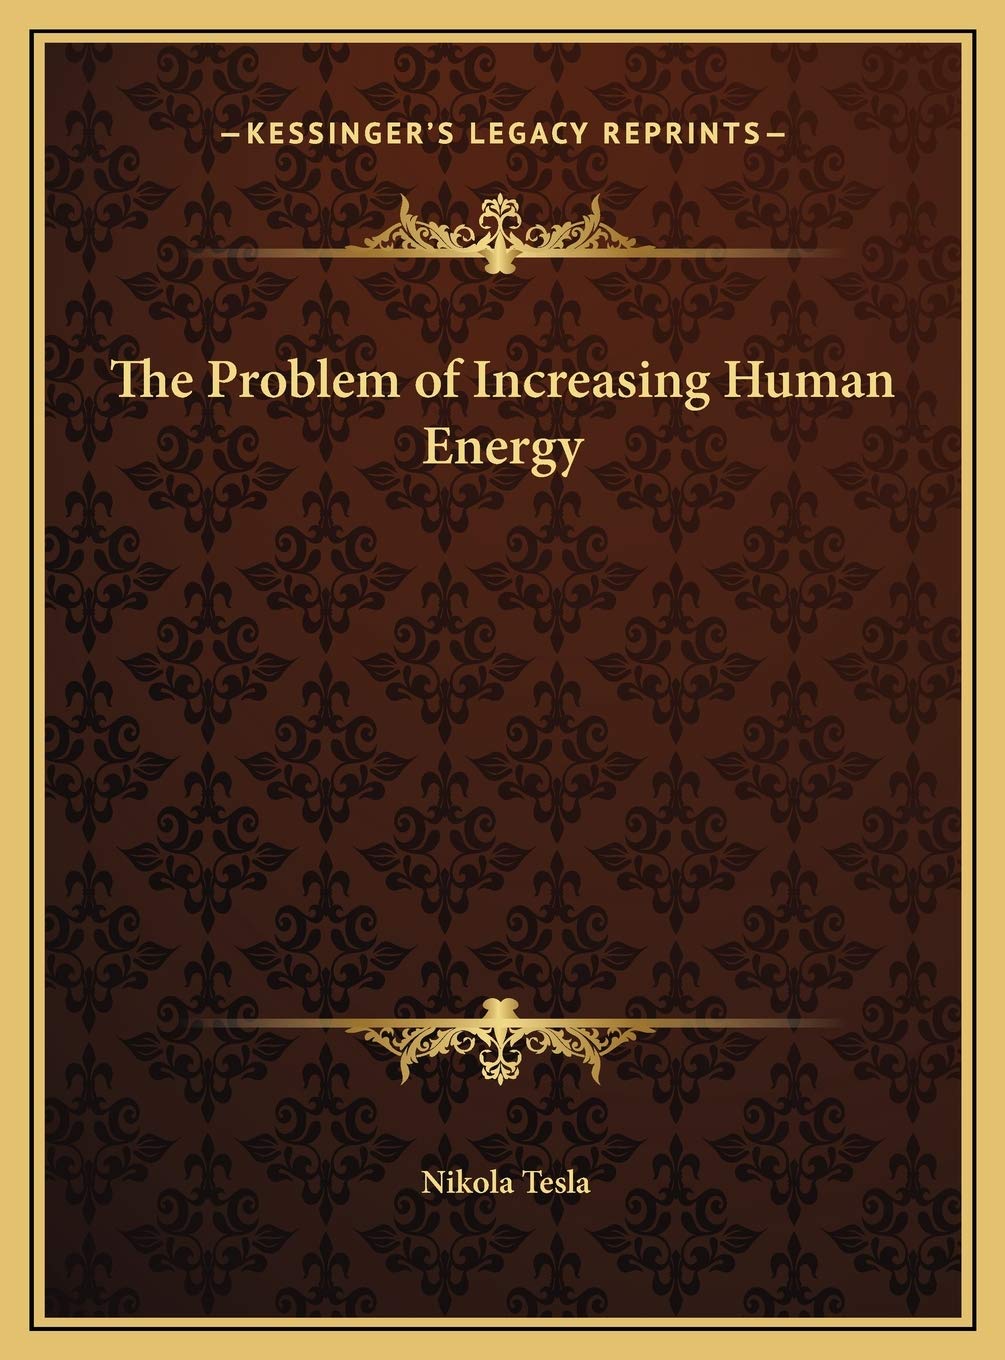 —KESSINGER'S LEGACY REPRINTS—
The Problem of Increasing Human
Energy
Nikola Tesla